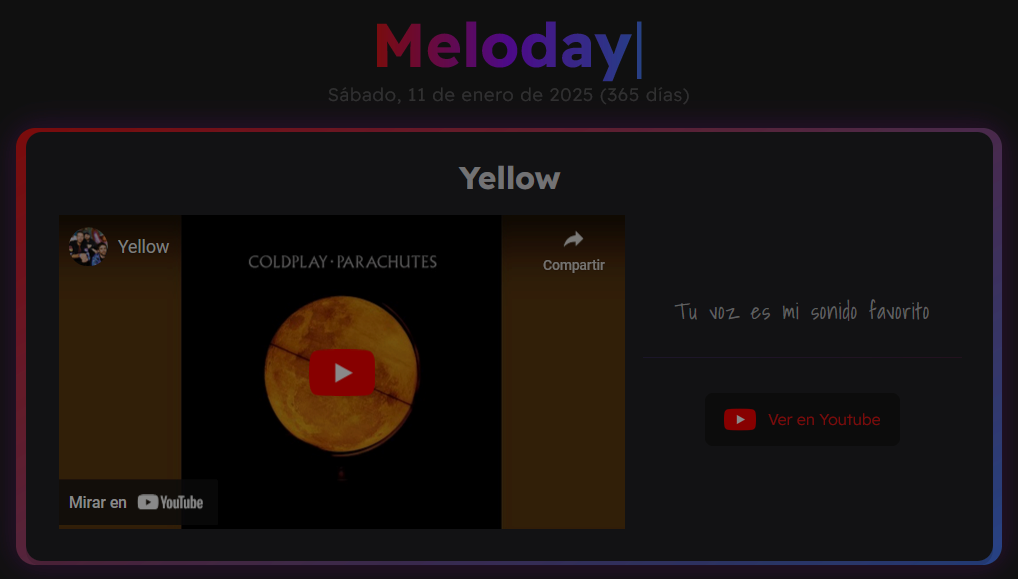 Meloday
Sábado, 11 de enero de 2025 (365 días)
Yellow
Yellow
Compartir
COLDPLAY · PARACHUTES
Tu voz es mi sonido favorito
Ver en Youtube
Mirar en YouTube